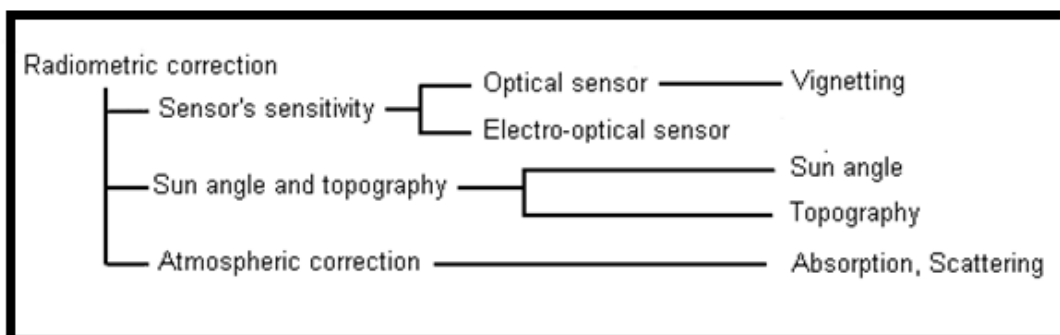 Radiometric correction
Sensor's sensitivity
Optical sensor
Vignetting
Electro-optical sensor
Sun angle and topography
Sun angle
Topography
Atmospheric correction
Absorption, Scattering